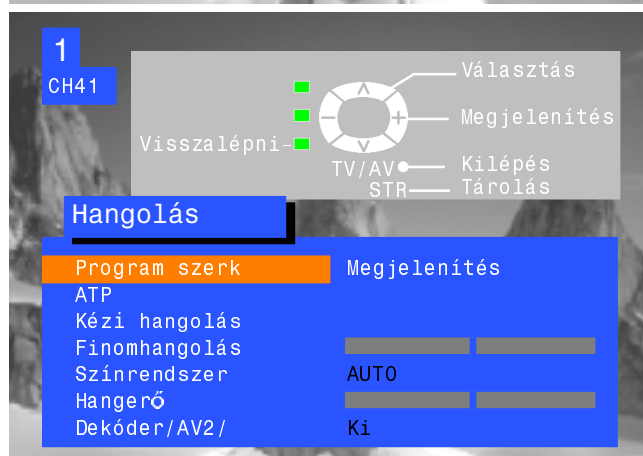 1
CH41
Választás
Megjelenítés
Visszalépni
TV/AV
Kilépés
STR
Tárolás
Hangolás
Program szerk Megjelenítés
ATP
Kézi hangolás
Finomhangolás
Színrendszer AUTO
Hangerő
Dekóder/AV2/ Ki